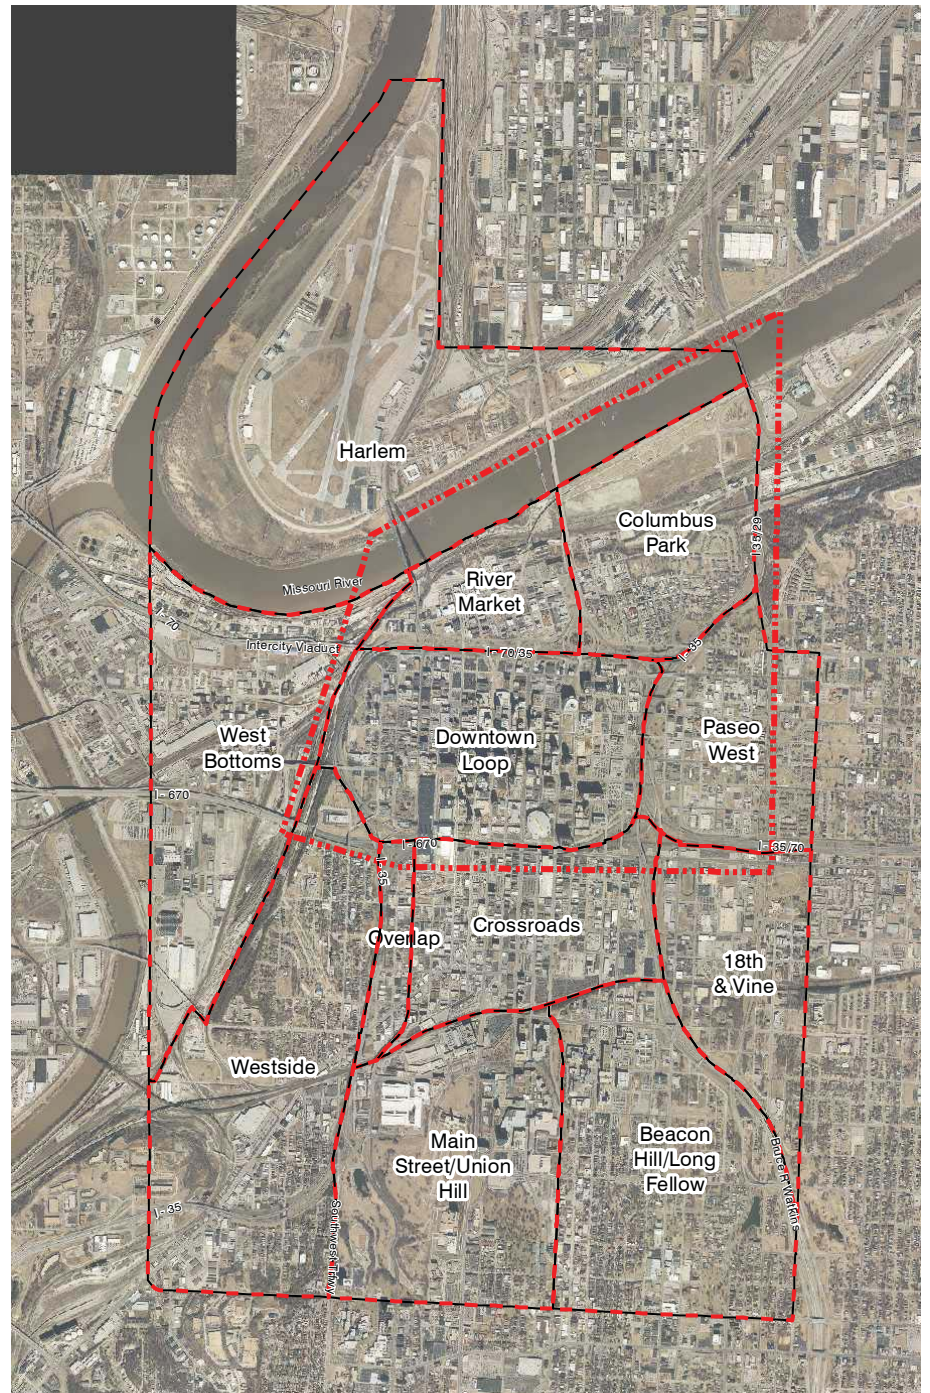 Harlem
Columbus
Park
I 35/29
River
Market
Missouri River
I - 70
Intercity Viaduct
I - 70/35
I - 35
West
Bottoms
Downtown
Loop
Paseo
West
I - 670
I - 670
I - 35/70
I - 35
Overlap
Crossroads
18th
& Vine
Westside
Main
Street/Union
Hill
Beacon
Hill/Long
Fellow
Bruce R Watkins
I - 35
Southwest Trfwy